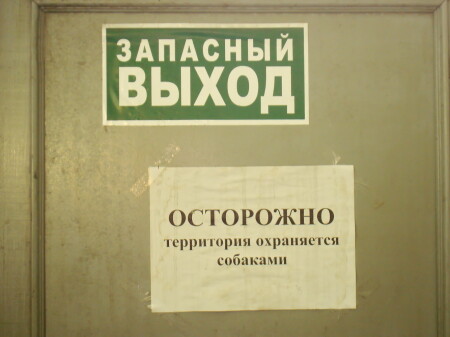 ЗАПАСНЫЙ
ВЫХОД
ОСТОРОЖНО
территория охраняется
собаками